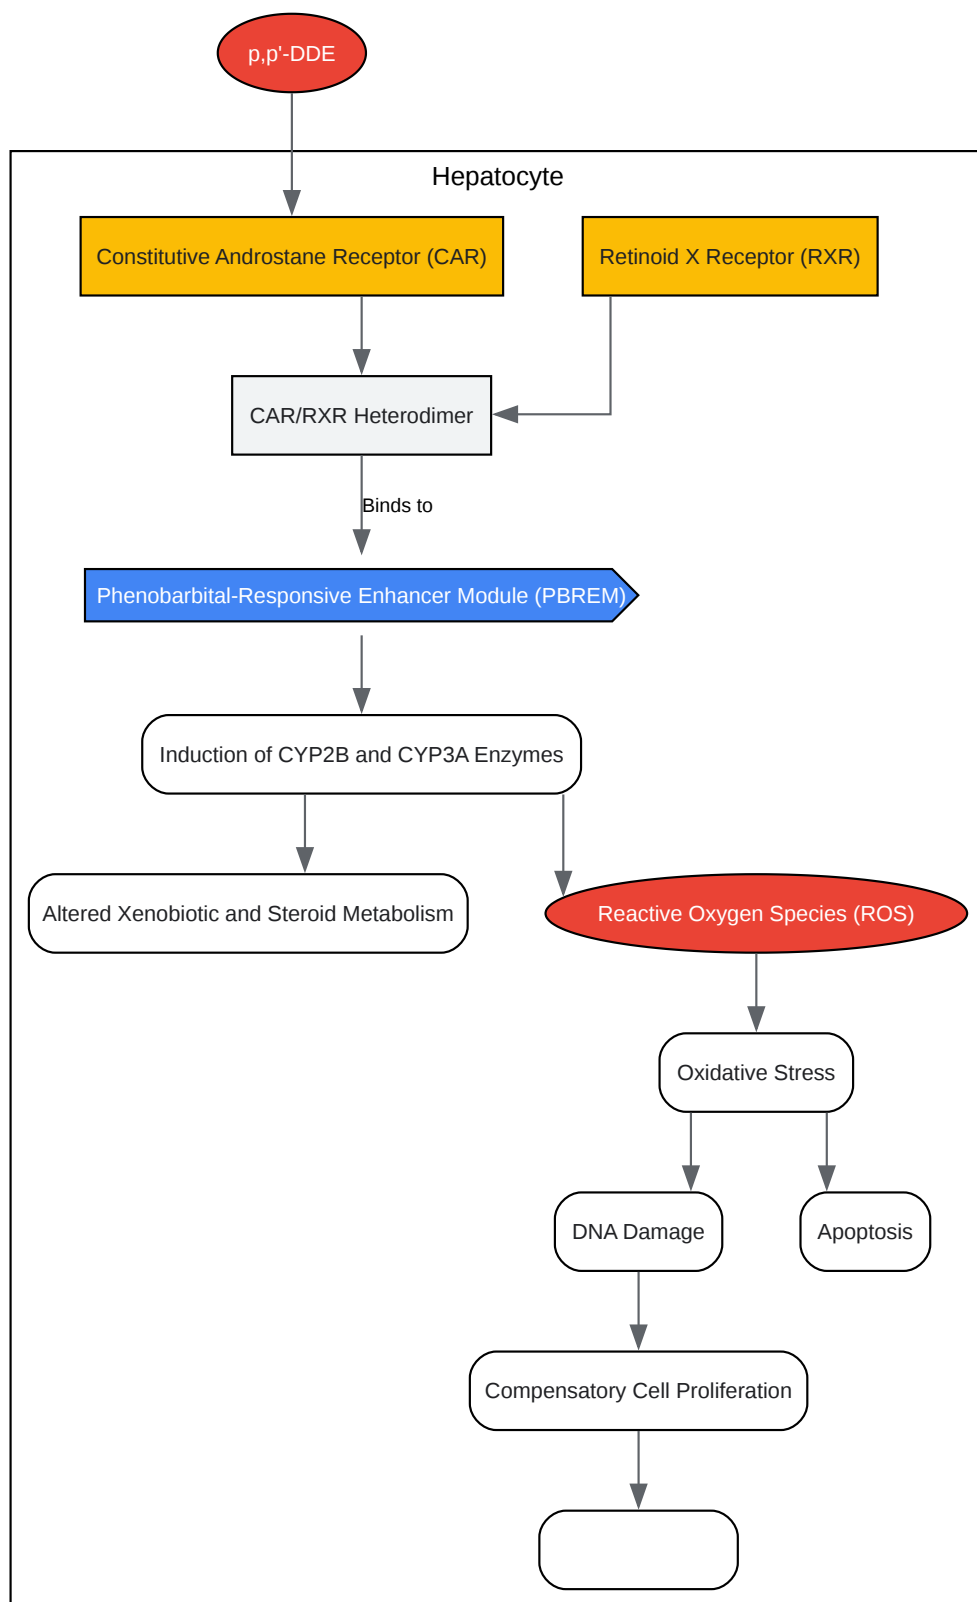 p,p'-DDE
Hepatocyte
Constitutive Androstane Receptor (CAR)
Retinoid X Receptor (RXR)
CAR/RXR Heterodimer
Binds to
Phenobarbital-Responsive Enhancer Module (PBREM)
Induction of CYP2B and CYP3A Enzymes
Altered Xenobiotic and Steroid Metabolism
Reactive Oxygen Species (ROS)
Oxidative Stress
DNA Damage
Apoptosis
Compensatory Cell Proliferation